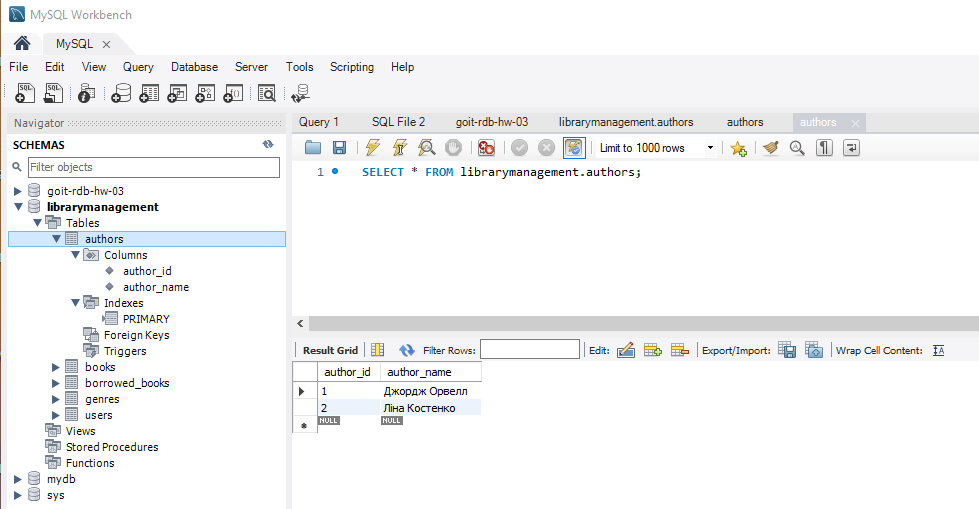 MySQL Workbench
MySQL
File Edit View Query Database Server Tools Scripting Help
Navigator
SCHEMAS
Filter objects
goit-rdb-hw-03
librarymanagement
Tables
authors
Columns
author_id
author_name
Indexes
PRIMARY
Foreign Keys
Triggers
books
borrowed_books
genres
users
Views
Stored Procedures
Functions
mydb
sys
Query 1 SQL File 2 goit-rdb-hw-03 librarymanagement.authors authors authors
Limit to 1000 rows
1 SELECT * FROM librarymanagement.authors;
Result Grid Filter Rows: Edit: Export/Import: Wrap Cell Content:
author_id author_name
1 Джордж Орвелл
2 Ліна Костенко
NULL NULL